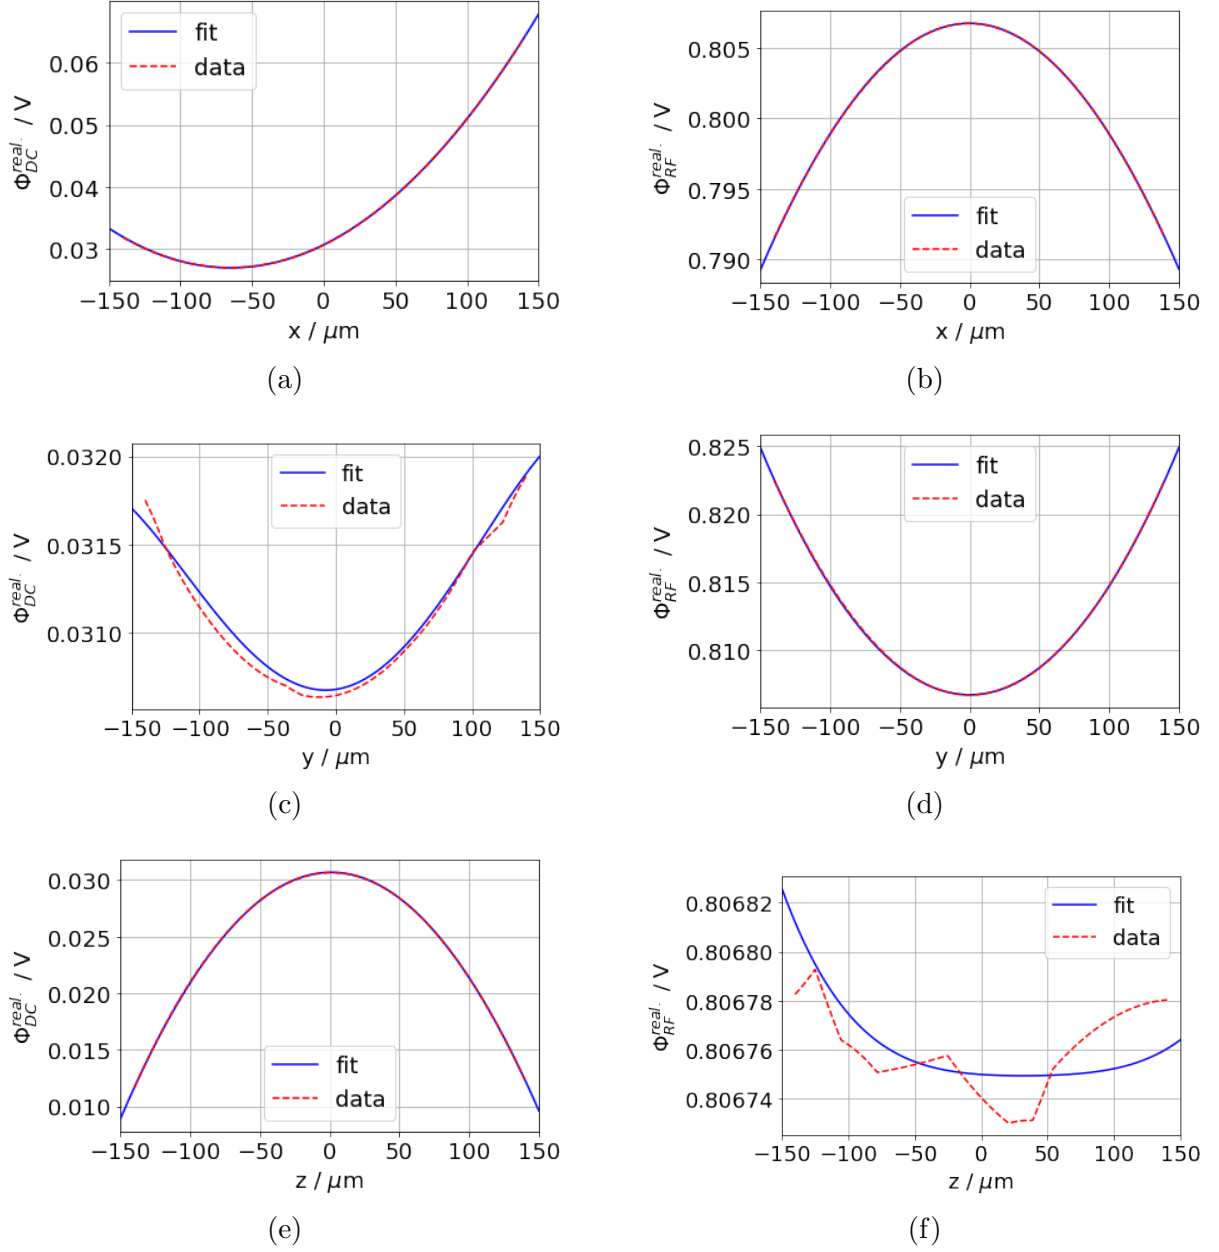 fit
data
0.06
0.05
0.04
0.03
Φ_{DC}^{real.} / V
−150 −100 −50 0 50 100 150
x / μm
(a)
fit
data
0.805
0.800
0.795
0.790
Φ_{RF}^{real.} / V
−150 −100 −50 0 50 100 150
x / μm
(b)
fit
data
0.0320
0.0315
0.0310
Φ_{DC}^{real.} / V
−150 −100 −50 0 50 100 150
y / μm
(c)
fit
data
0.825
0.820
0.815
0.810
Φ_{RF}^{real.} / V
−150 −100 −50 0 50 100 150
y / μm
(d)
fit
data
0.030
0.025
0.020
0.015
0.010
Φ_{DC}^{real.} / V
−150 −100 −50 0 50 100 150
z / μm
(e)
fit
data
0.80682
0.80680
0.80678
0.80676
0.80674
Φ_{RF}^{real.} / V
−150 −100 −50 0 50 100 150
z / μm
(f)